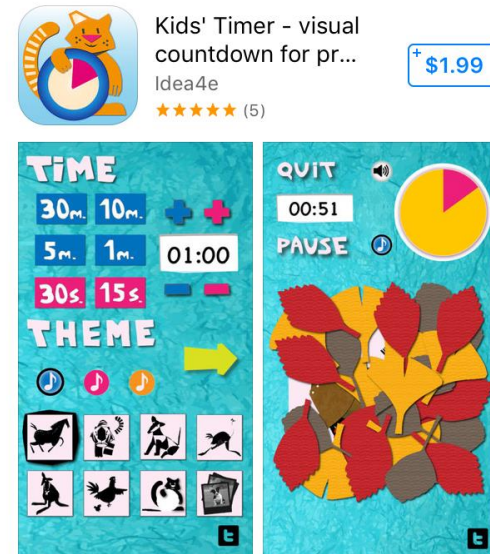 Kids' Timer - visual
countdown for pr...
Idea4e
(5)
+ $1.99
TiME
30m. 10m.
5m. 1m.
01:00
30s. 15s.
THEME
QUiT
00:51
PAUSE
t
t